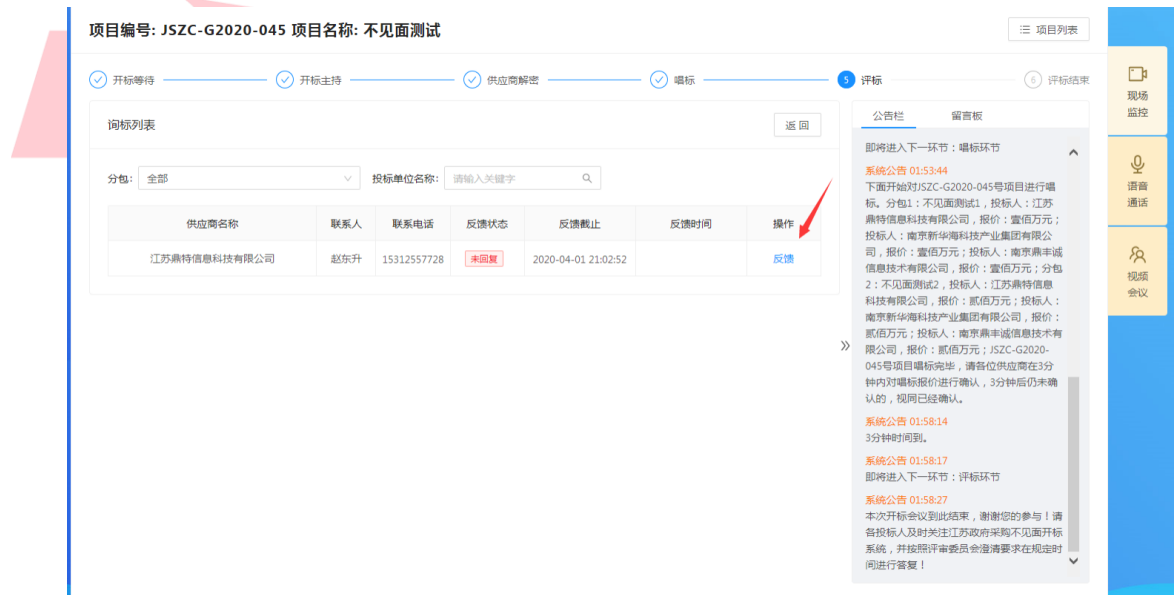 项目编号: JSZC-G2020-045 项目名称: 不见面测试
项目列表
开标等待
开标主持
供应商解密
唱标
5 评标
6 评标结束
询标列表
返 回
分包: 全部
投标单位名称: 请输入关键字
供应商名称 联系人 联系电话 反馈状态 反馈截止 反馈时间 操作
江苏鼎特信息科技有限公司 赵东升 15312557728 未回复 2020-04-01 21:02:52 反馈
公告栏 留言板
即将进入下一环节：唱标环节
系统公告 01:53:44
下面开始对JSZC-G2020-045号项目进行唱
标。分包1：不见面测试1，投标人：江苏
鼎特信息科技有限公司，报价：壹佰万元；
投标人：南京新华海科技产业集团有限公
司，报价：壹佰万元；投标人：南京鼎丰诚
信息技术有限公司，报价：壹佰万元；分包
2：不见面测试2，投标人：江苏鼎特信息
科技有限公司，报价：贰佰万元；投标人：
南京新华海科技产业集团有限公司，报价：
贰佰万元；投标人：南京鼎丰诚信息技术有
限公司，报价：贰佰万元；JSZC-G2020-
045号项目唱标完毕，请各位供应商在3分
钟内对唱标报价进行确认，3分钟后仍未确
认的，视同已经确认。
系统公告 01:58:14
3分钟时间到。
系统公告 01:58:17
即将进入下一环节：评标环节
系统公告 01:58:27
本次开标会议到此结束，谢谢您的参与！请
各投标人及时关注江苏政府采购不见面开标
系统，并按照评审委员会澄清要求在规定时
间进行答复！
现场
监控
语音
通话
视频
会议